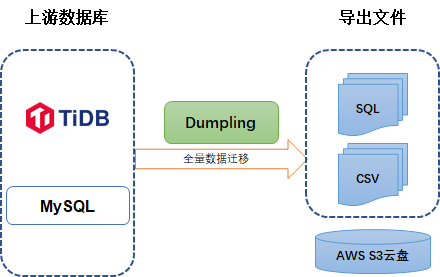 上游数据库
导出文件
TiDB
Dumpling
SQL
全量数据迁移
CSV
MySQL
AWS S3云盘